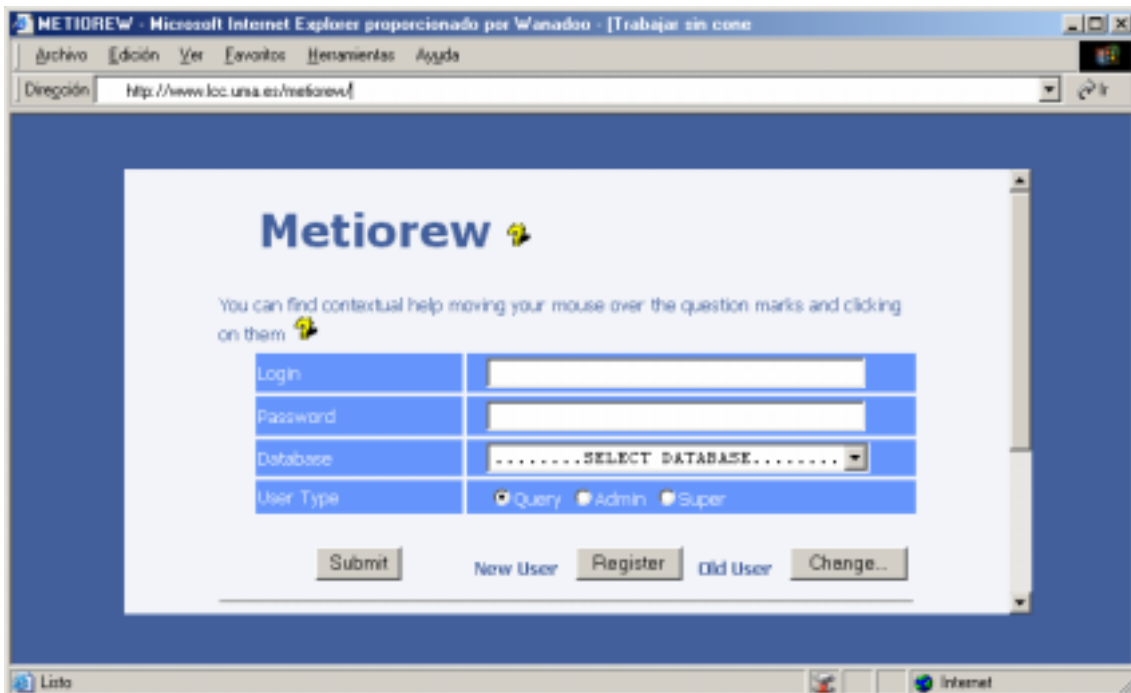 METIOREW - Microsoft Internet Explorer proporcionado por Wanadoo - [Trabajar sin cone
Archivo Edición Ver Favoritos Herramientas Ayuda
Dirección http://www.lcc.uma.es/metiorew/ Ir
Metiorew
You can find contextual help moving your mouse over the question marks and clicking
on them
Login
Password
Database ........SELECT DATABASE........
User Type Query Admin Super
Submit New User Register Old User Change...
Listo Internet